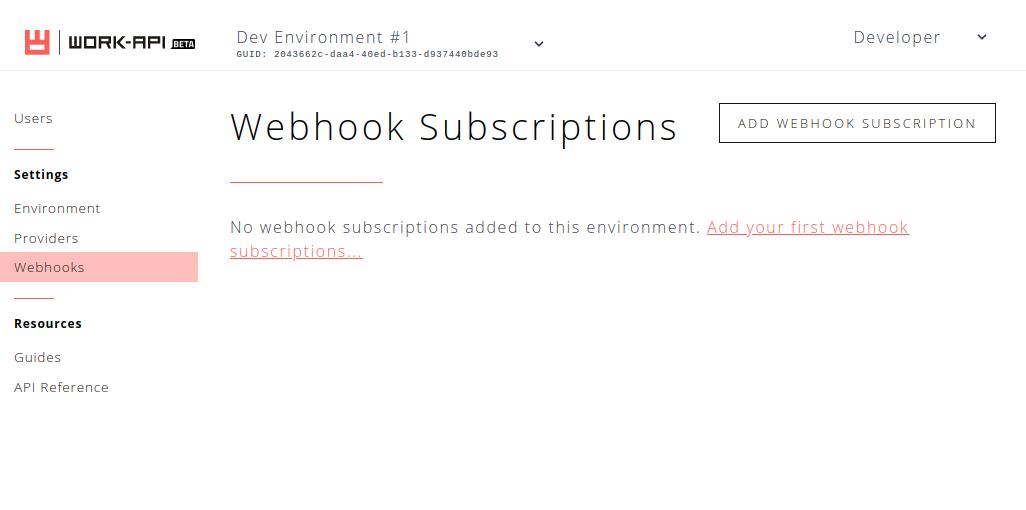 WORK-API BETA
Dev Environment #1
GUID: 2043662c-daa4-40ed-b133-d937440bde93
Developer
Users
Settings
Environment
Providers
Webhooks
Resources
Guides
API Reference
Webhook Subscriptions
ADD WEBHOOK SUBSCRIPTION
No webhook subscriptions added to this environment. Add your first webhook
subscriptions...